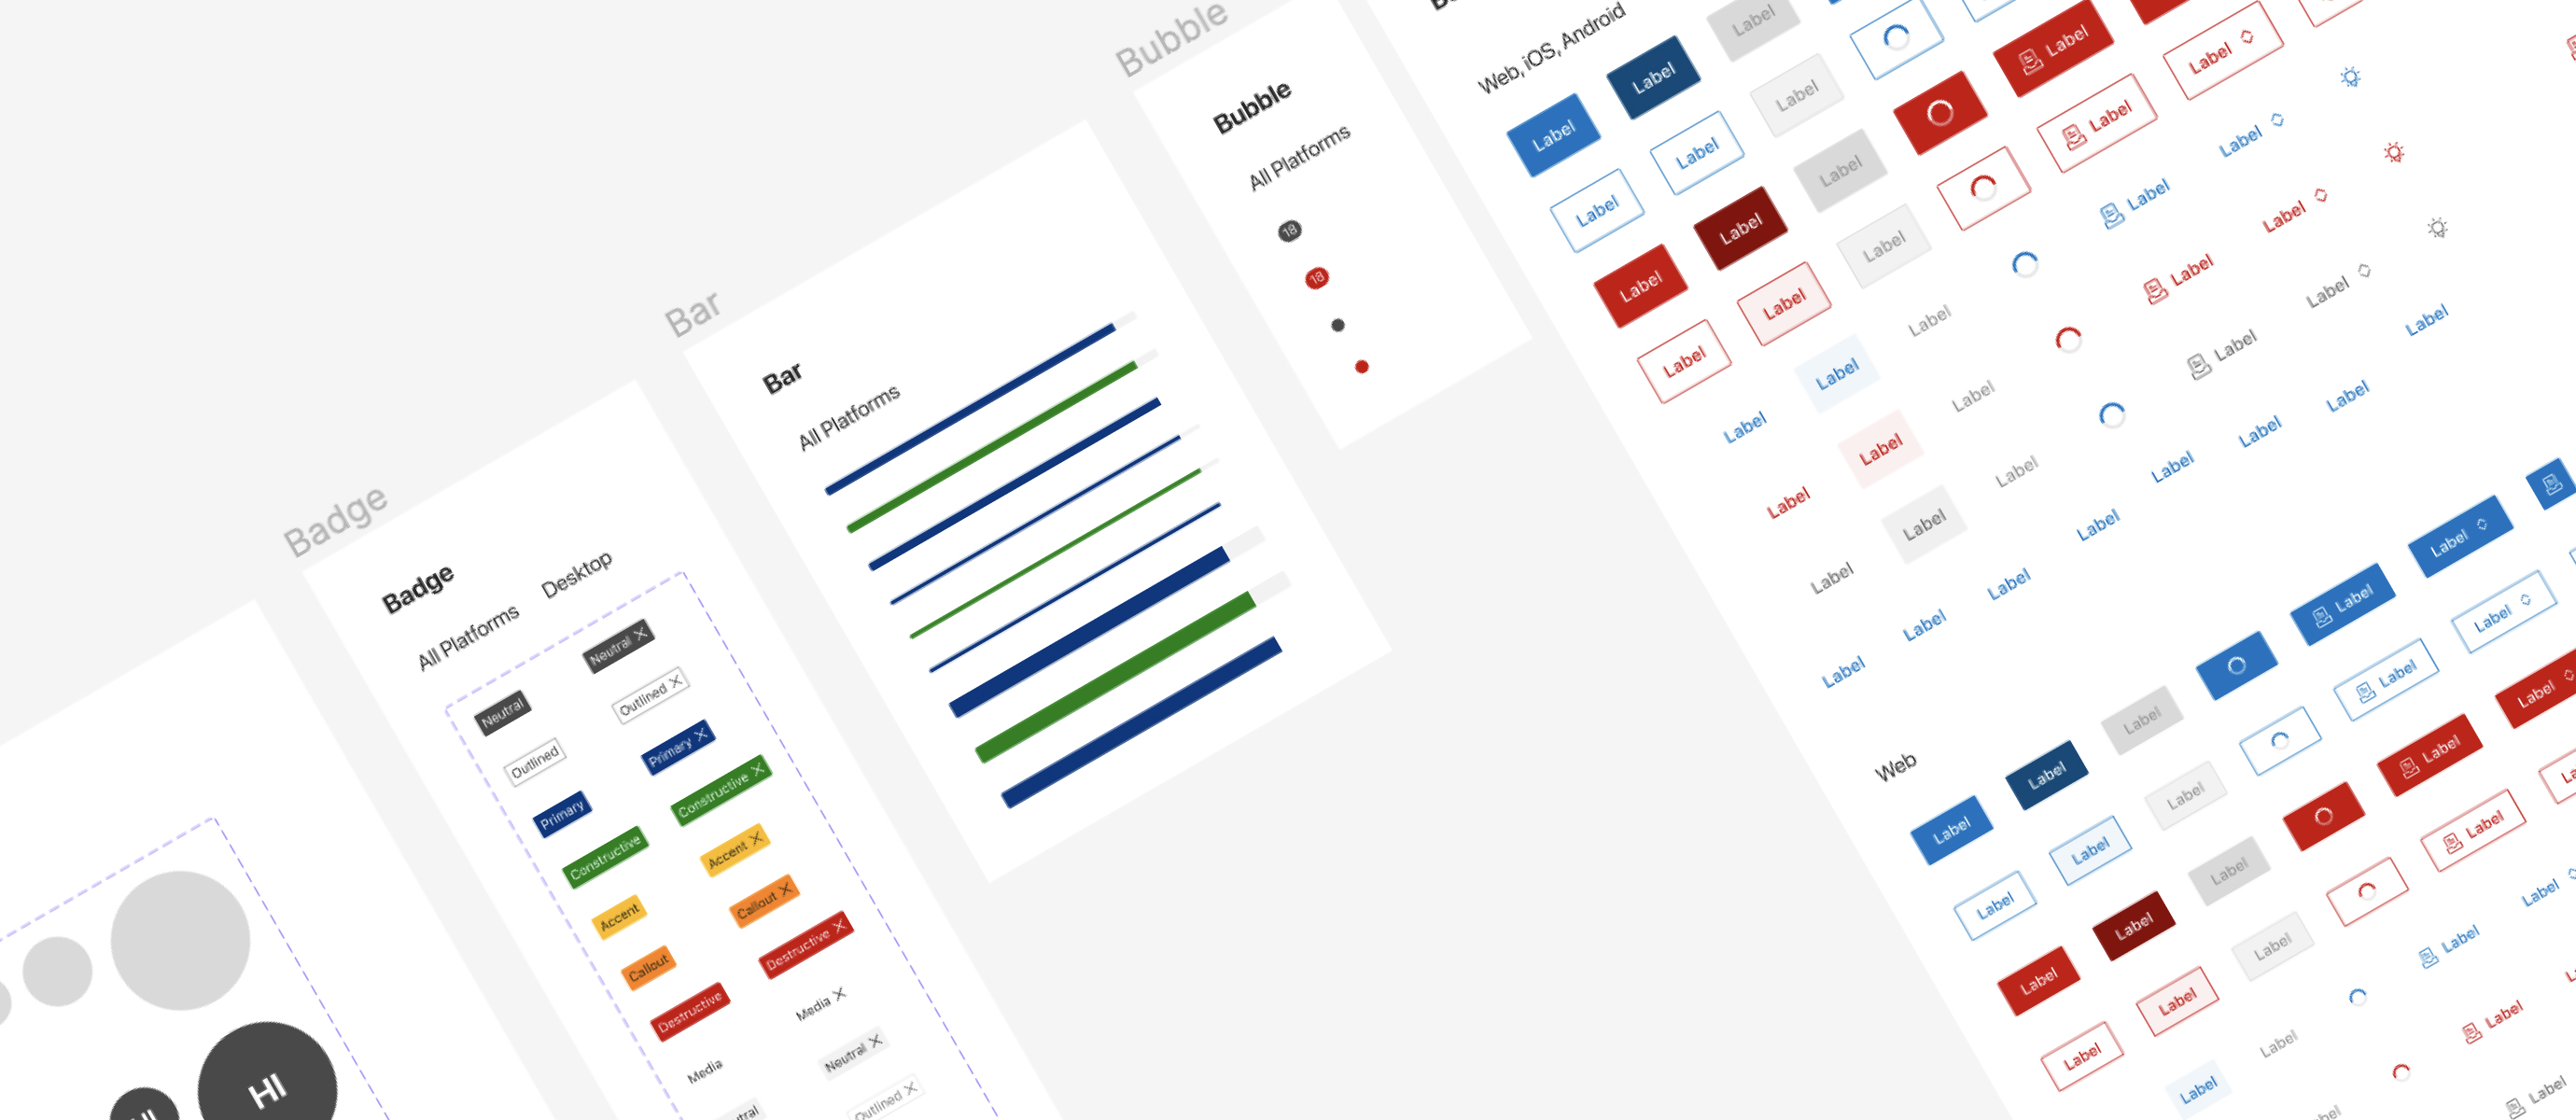 Badge
Badge
All Platforms Desktop
Neutral Neutral
Outlined Outlined
Primary Primary
Constructive Constructive
Accent Accent
Callout Callout
Destructive Destructive
Media Media
Neutral
Outlined
HI
Bar
Bar
All Platforms
Bubble
Bubble
All Platforms
18
18
Web, iOS, Android
Label Label Label
Label Label Label
Label Label Label Label
Label Label Label Label Label
Label Label Label Label Label
Label Label Label Label Label
Label Label Label Label Label
Label Label Label Label Label Label Label Label
Web
Label Label Label Label Label
Label Label Label Label Label
Label Label Label Label Label
Label Label Label Label
Label Label Label Label
Label
Label